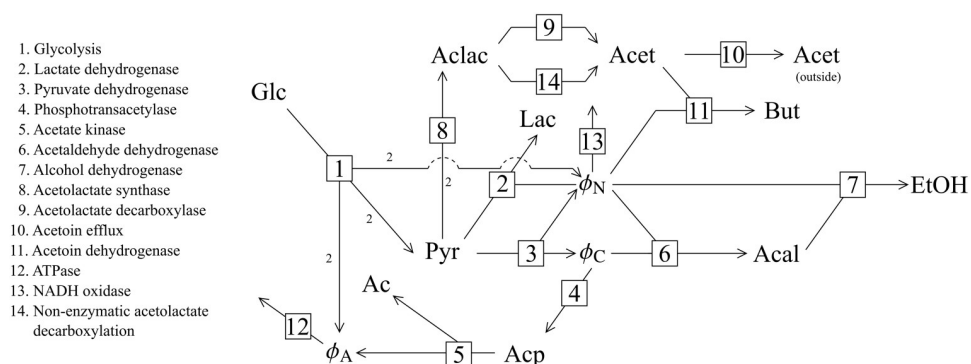 1. Glycolysis
2. Lactate dehydrogenase
3. Pyruvate dehydrogenase
4. Phosphotransacetylase
5. Acetate kinase
6. Acetaldehyde dehydrogenase
7. Alcohol dehydrogenase
8. Acetolactate synthase
9. Acetolactate decarboxylase
10. Acetoin efflux
11. Acetoin dehydrogenase
12. ATPase
13. NADH oxidase
14. Non-enzymatic acetolactate
decarboxylation
9
Aclac
Acet
10
Acet
(outside)
14
Glc
Lac
11
But
8
13
2
1
2
2
ϕN
7
EtOH
2
Pyr
3
ϕC
6
Acal
2
Ac
4
12
ϕA
5
Acp